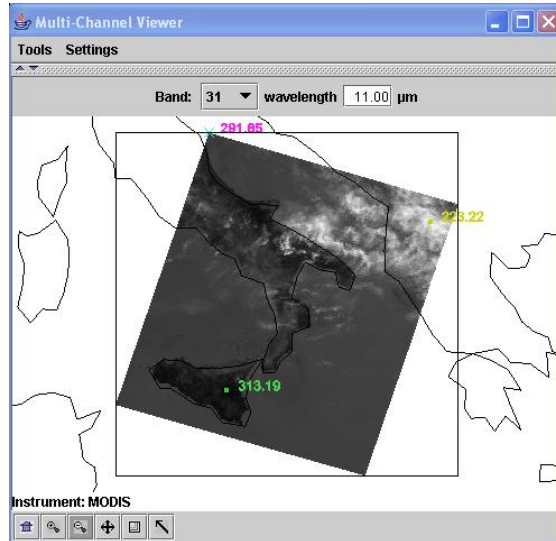 Multi-Channel Viewer
Tools Settings
Band: 31 wavelength 11.00 μm
291.85
223.22
313.19
Instrument: MODIS